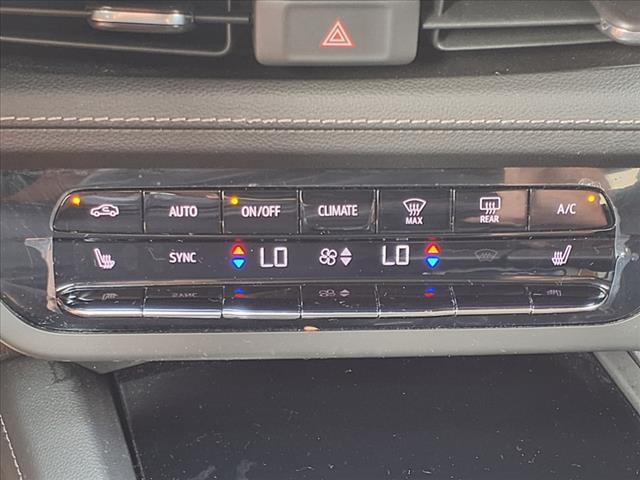 AUTO ON/OFF CLIMATE MAX REAR A/C
SYNC LO LO